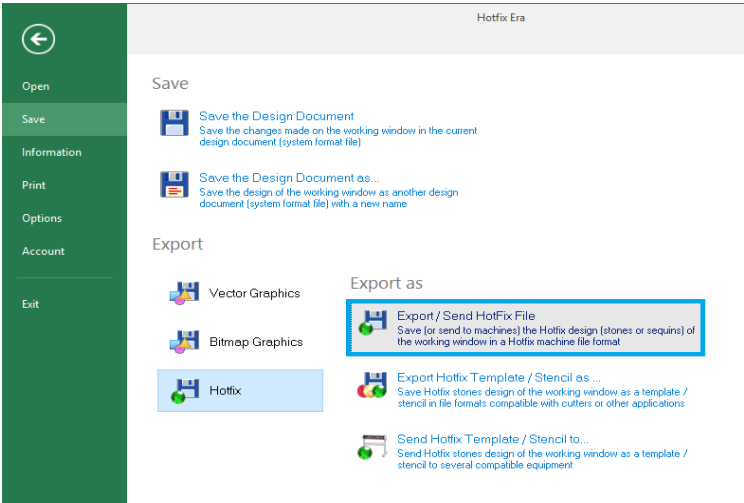 Hotfix Era
Open
Save
Information
Print
Options
Account
Exit
Save
Save the Design Document
Save the changes made on the working window in the current
design document (system format file)
Save the Design Document as...
Save the design of the working window as another design
document (system format file) with a new name
Export
Vector Graphics
Bitmap Graphics
Hotfix
Export as
Export / Send HotFix File
Save (or send to machines) the Hotfix design (stones or sequins) of
the working window in a Hotfix machine file format
Export Hotfix Template / Stencil as ...
Save Hotfix stones design of the working window as a template /
stencil in file formats compatible with cutters or other applications
Send Hotfix Template / Stencil to...
Send Hotfix stones design of the working window as a template /
stencil to several compatible equipment